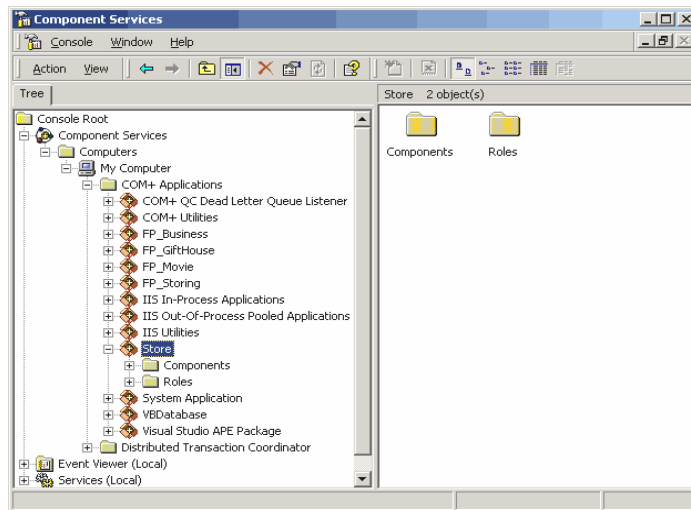 Component Services
Console Window Help
Action View
Tree
Store 2 object(s)
Console Root
Component Services
Computers
My Computer
COM+ Applications
COM+ QC Dead Letter Queue Listener
COM+ Utilities
FP_Business
FP_GiftHouse
FP_Movie
FP_Storing
IIS In-Process Applications
IIS Out-Of-Process Pooled Applications
IIS Utilities
Store
Components
Roles
System Application
VBDatabase
Visual Studio APE Package
Distributed Transaction Coordinator
Event Viewer (Local)
Services (Local)
Components
Roles